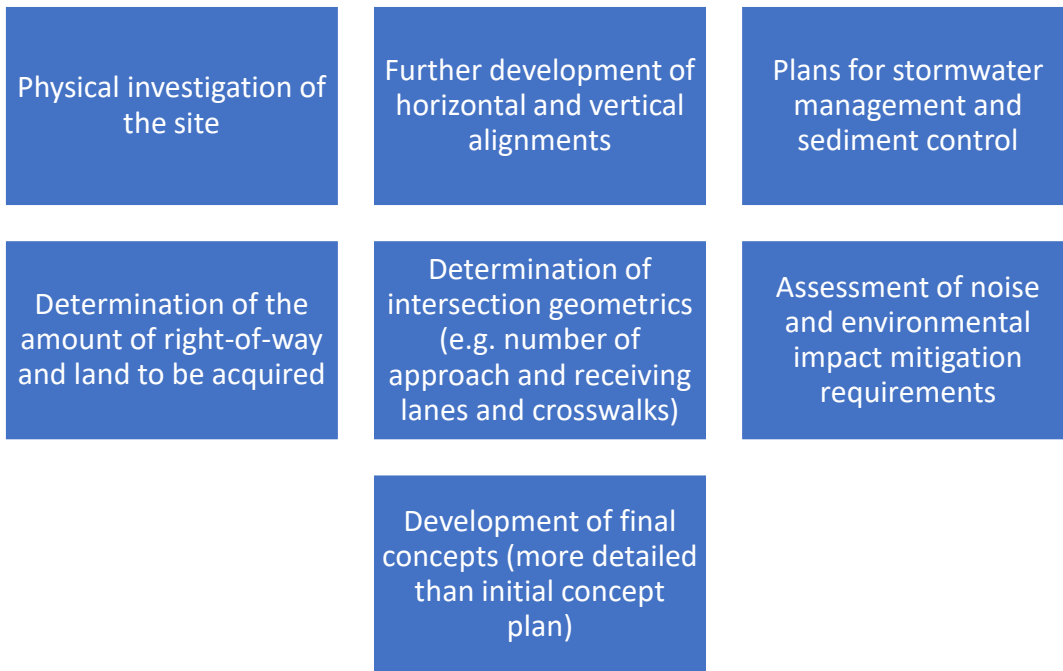 Physical investigation of
the site
Further development of
horizontal and vertical
alignments
Plans for stormwater
management and
sediment control
Determination of the
amount of right-of-way
and land to be acquired
Determination of
intersection geometrics
(e.g. number of
approach and receiving
lanes and crosswalks)
Assessment of noise
and environmental
impact mitigation
requirements
Development of final
concepts (more detailed
than initial concept
plan)